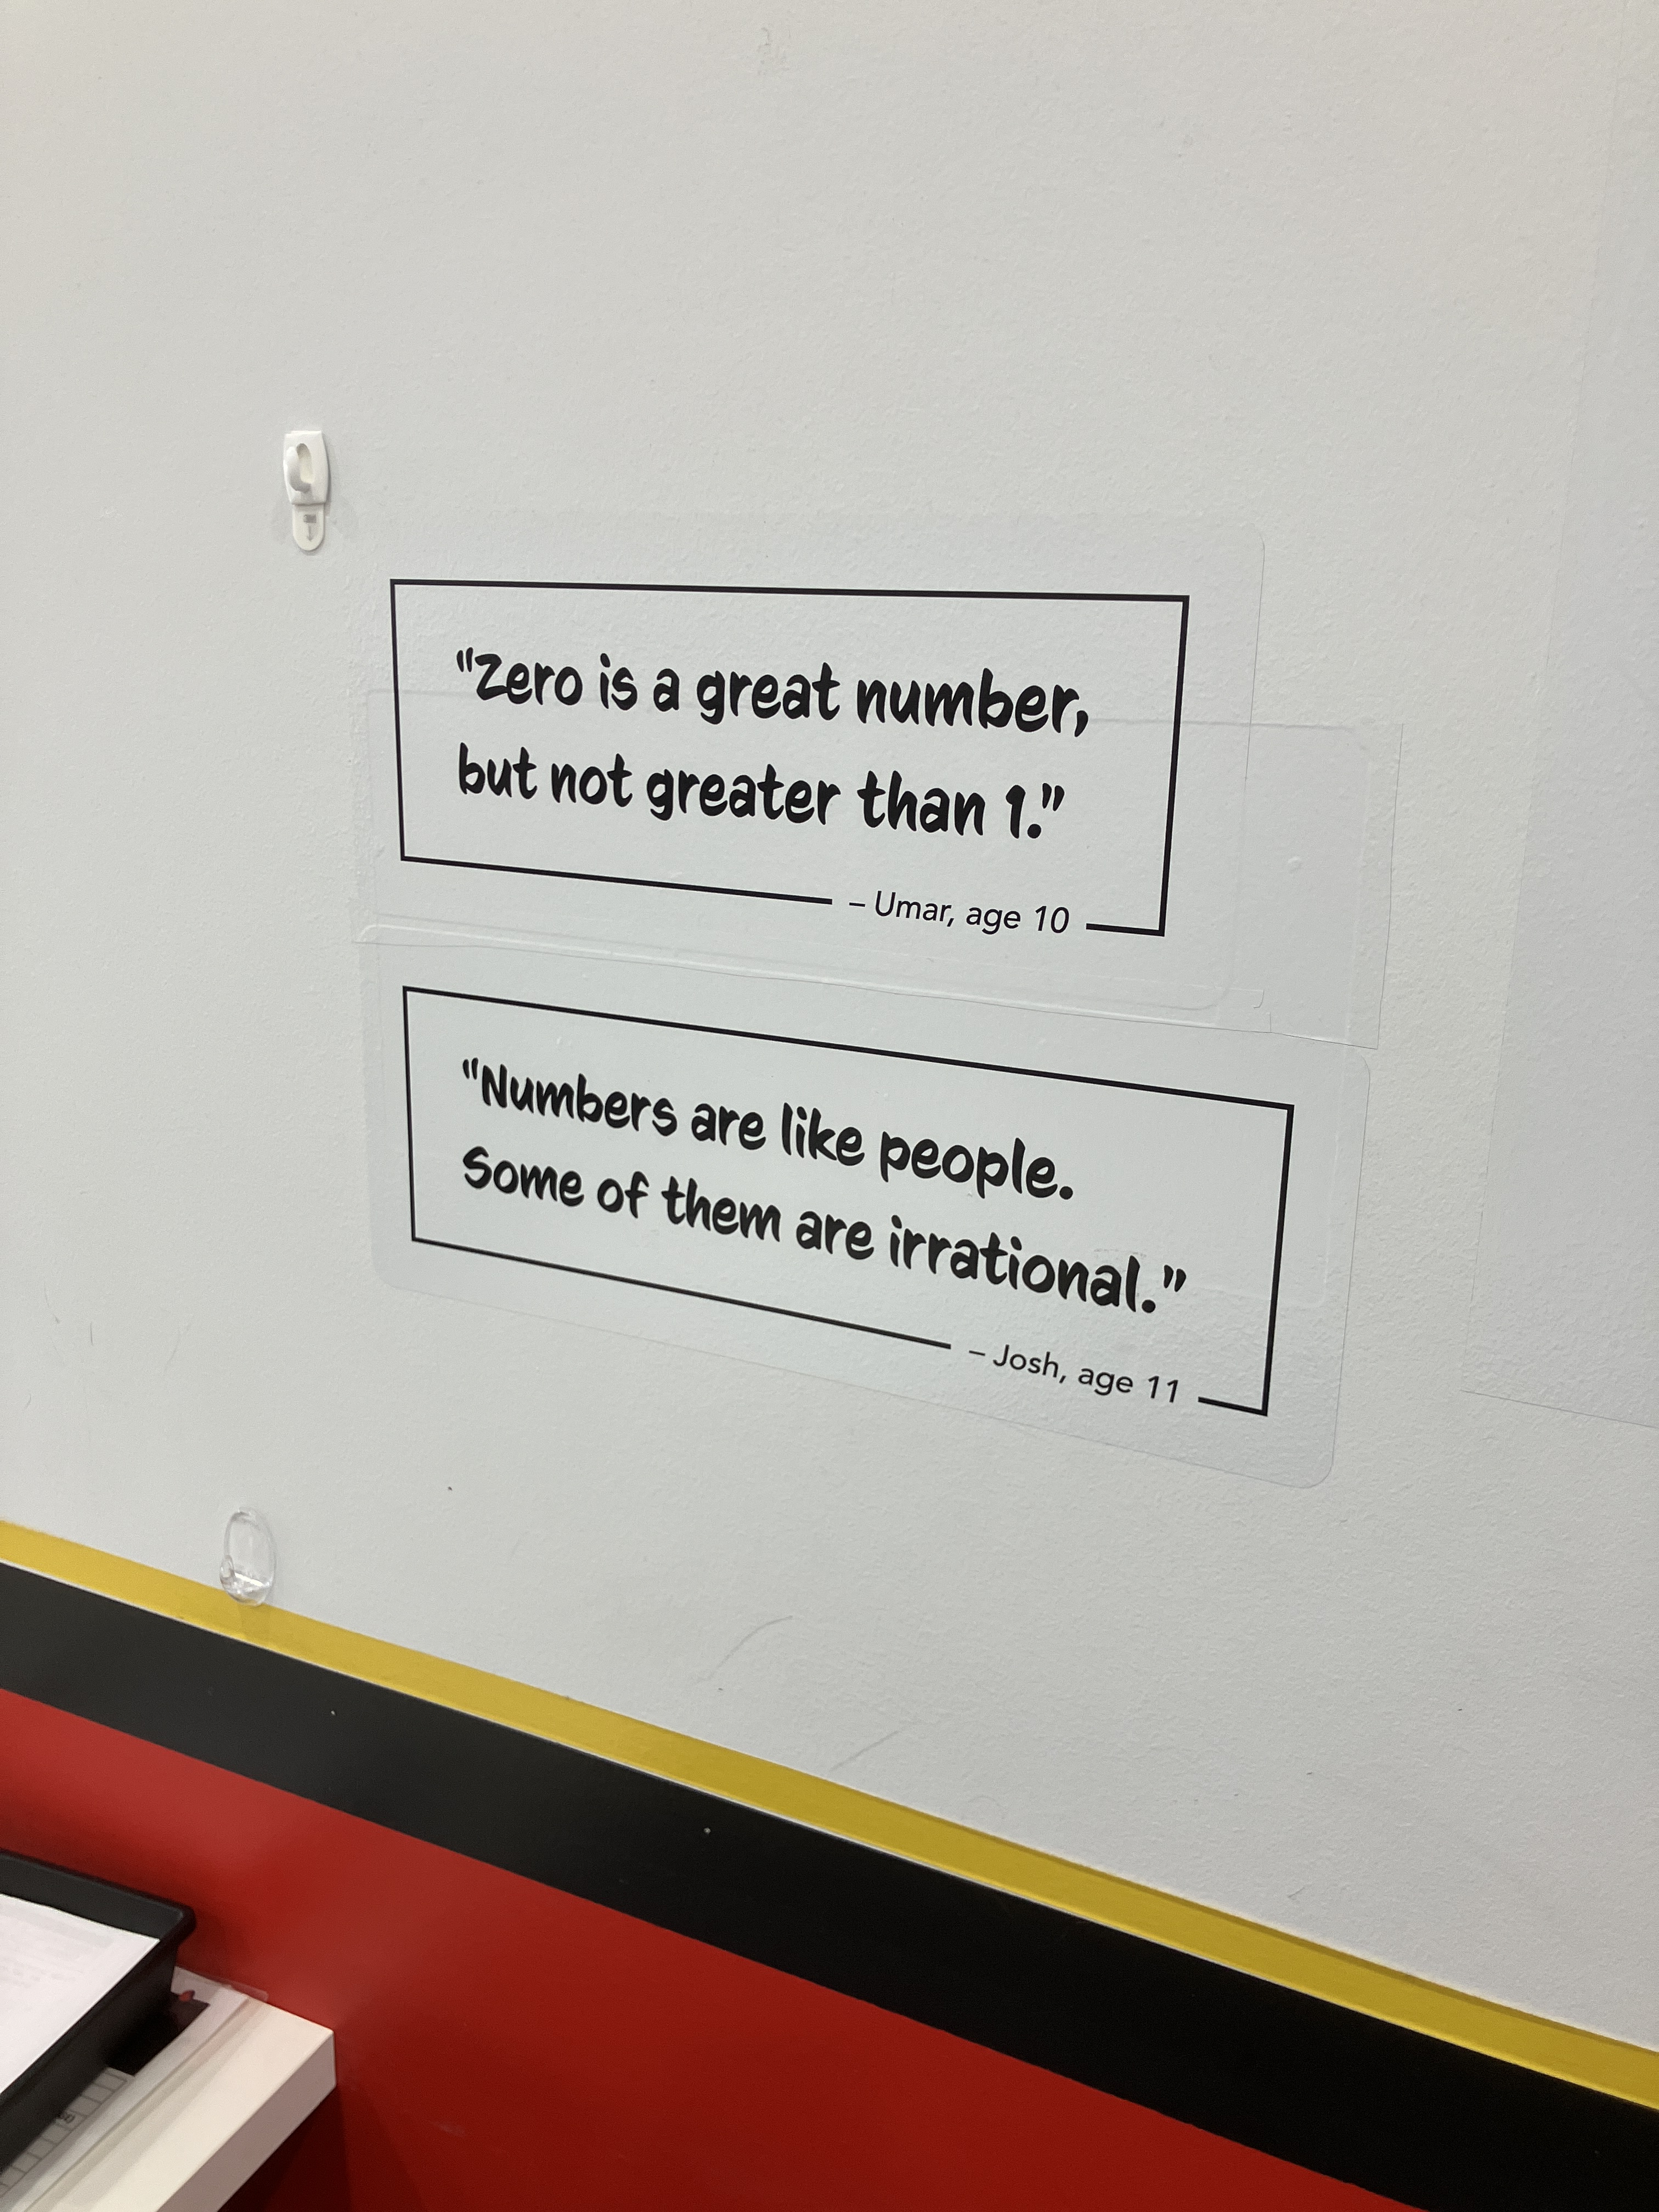 "Zero is a great number,
but not greater than 1."
– Umar, age 10
"Numbers are like people.
Some of them are irrational."
– Josh, age 11